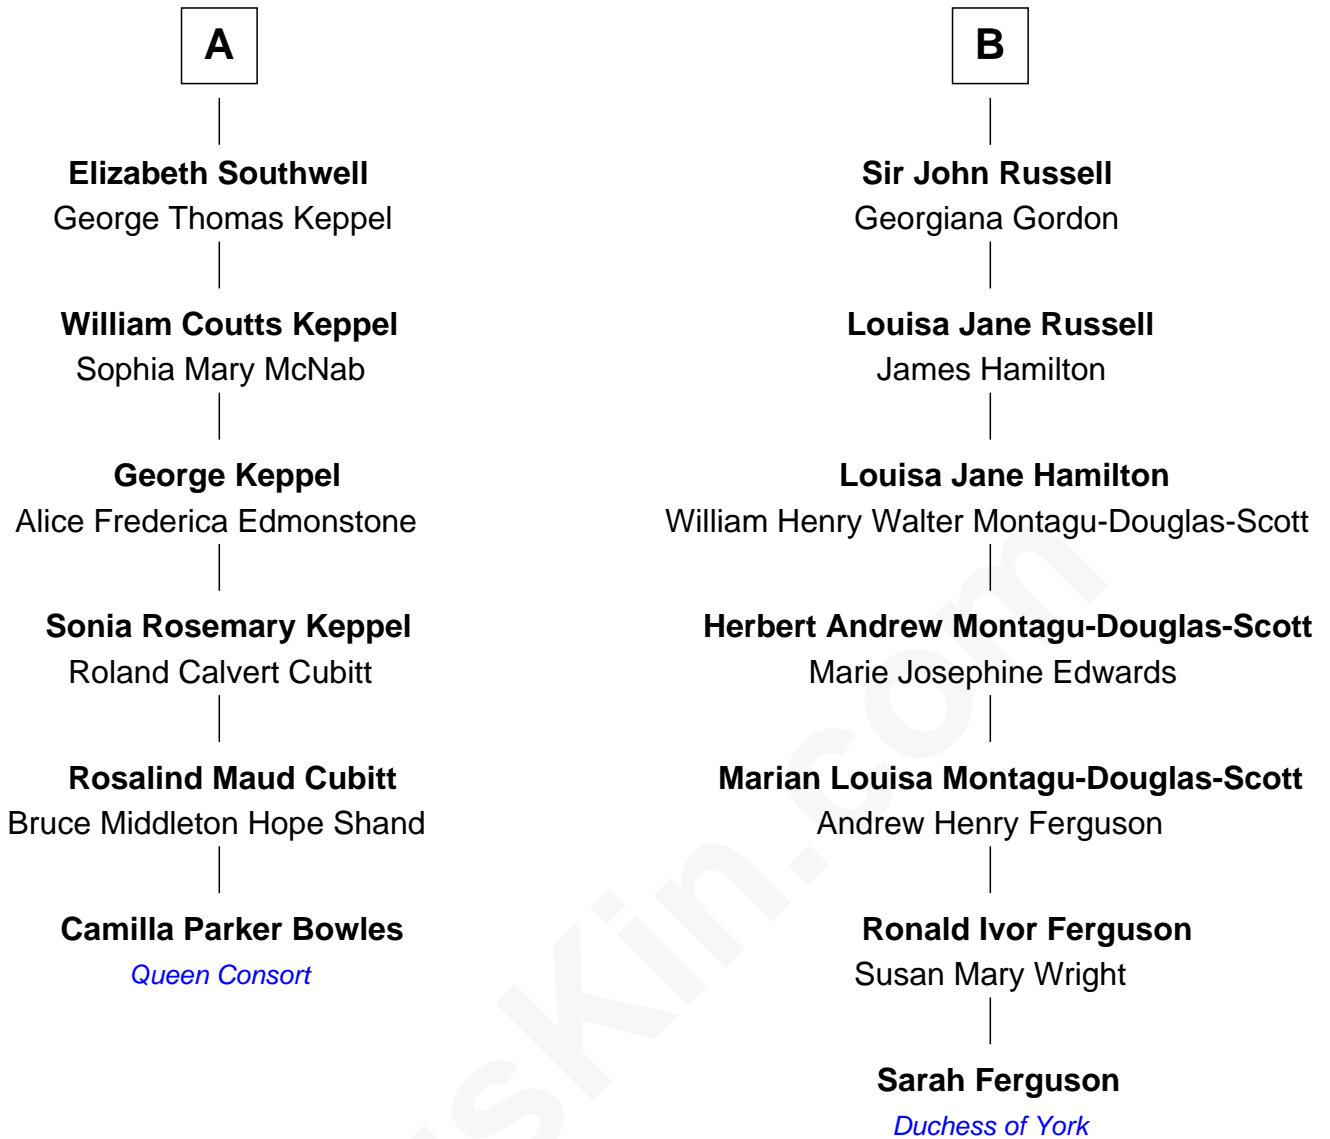 A
Elizabeth Southwell
George Thomas Keppel
William Coutts Keppel
Sophia Mary McNab
George Keppel
Alice Frederica Edmonstone
Sonia Rosemary Keppel
Roland Calvert Cubitt
Rosalind Maud Cubitt
Bruce Middleton Hope Shand
Camilla Parker Bowles
Queen Consort
B
Sir John Russell
Georgiana Gordon
Louisa Jane Russell
James Hamilton
Louisa Jane Hamilton
William Henry Walter Montagu-Douglas-Scott
Herbert Andrew Montagu-Douglas-Scott
Marie Josephine Edwards
Marian Louisa Montagu-Douglas-Scott
Andrew Henry Ferguson
Ronald Ivor Ferguson
Susan Mary Wright
Sarah Ferguson
Duchess of York